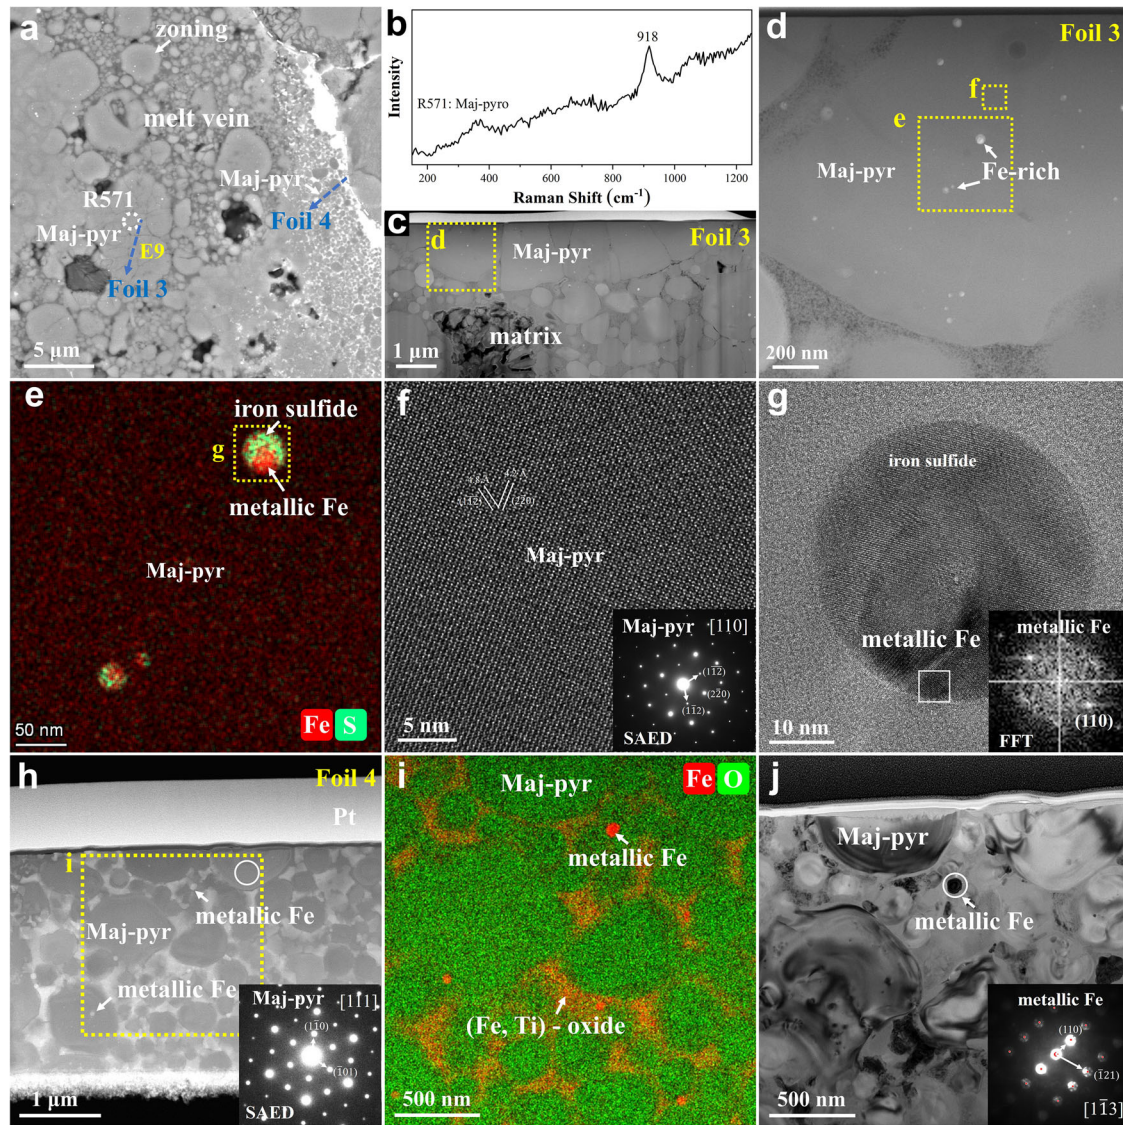 a
zoning
melt vein
Maj-pyr
R571
Maj-pyr
E9
Foil 4
Foil 3
5 µm
b
918
Intensity
R571: Maj-pyro
200 400 600 800 1000 1200
Raman Shift (cm⁻¹)
c
d
Foil 3
Maj-pyr
matrix
1 µm
d
Foil 3
f
e
Maj-pyr
Fe-rich
200 nm
e
iron sulfide
g
metallic Fe
Maj-pyr
50 nm
Fe S
f
Maj-pyr
Maj-pyr [110]
(11̄2)
(22̄0)
(1̄1̄2)
5 nm
SAED
g
iron sulfide
metallic Fe
metallic Fe
(110)
10 nm
FFT
h
Foil 4
Pt
i
metallic Fe
Maj-pyr
metallic Fe
Maj-pyr
(11̄0)
(1̄01)
1 µm
SAED
i
Fe O
Maj-pyr
metallic Fe
(Fe, Ti) - oxide
500 nm
j
Maj-pyr
metallic Fe
metallic Fe
(110)
(1̄21)
500 nm
[11̄3]